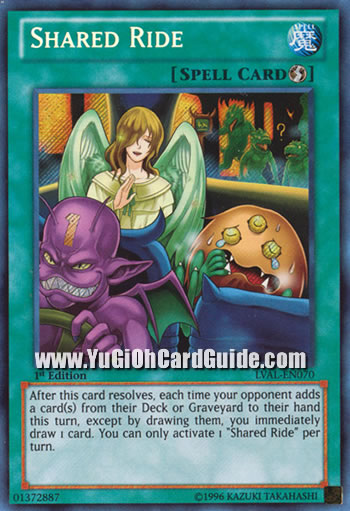 SHARED RIDE
魔
[SPELL CARD]
1
?
www.YuGiOhCardGuide.com
1st Edition
LVAL-EN070
After this card resolves, each time your opponent adds
a card(s) from their Deck or Graveyard to their hand
this turn, except by drawing them, you immediately
draw 1 card. You can only activate 1 "Shared Ride" per
turn.
01372887
©1996 KAZUKI TAKAHASHI